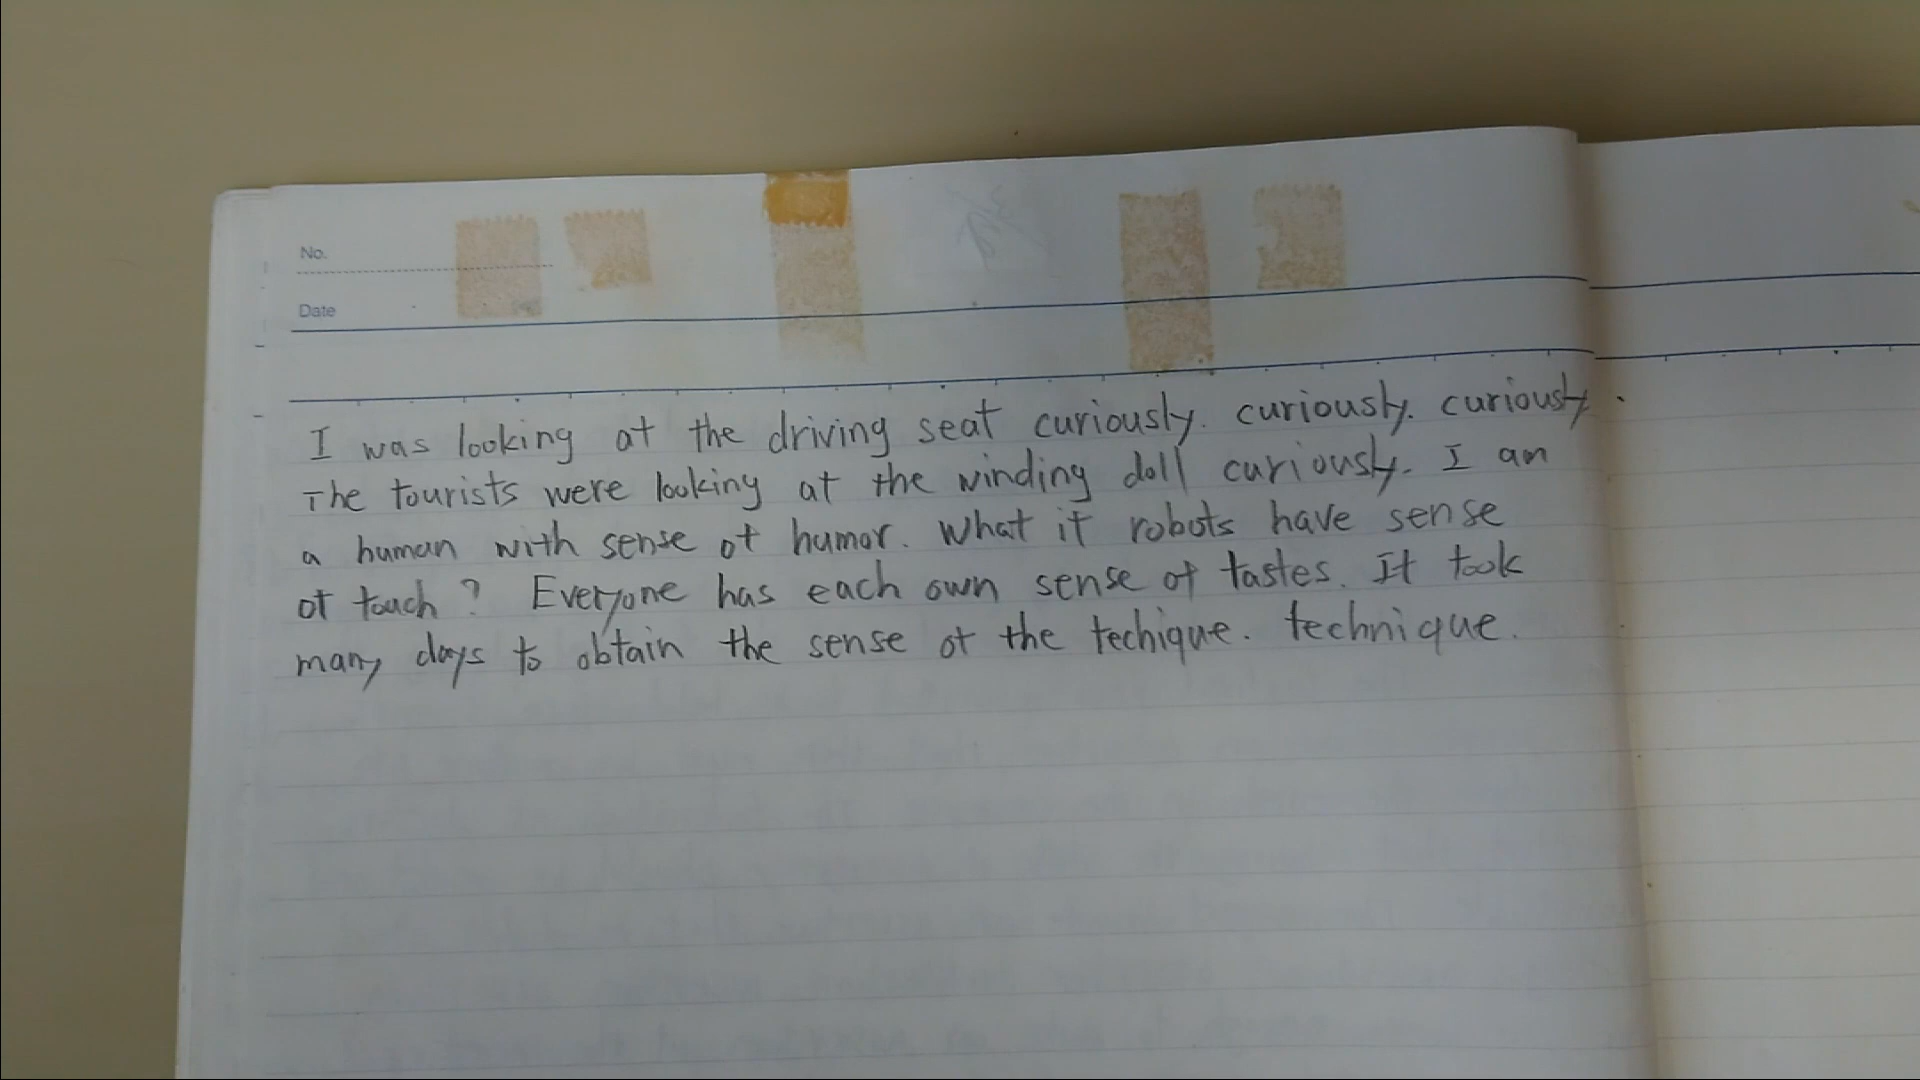 No.
Date
I was looking at the driving seat curiously. curiously. curiously.
The tourists were looking at the winding doll curiously. I am
a human with sense of humor. What if robots have sense
of touch? Everyone has each own sense of tastes. It took
many days to obtain the sense of the techique. technique.